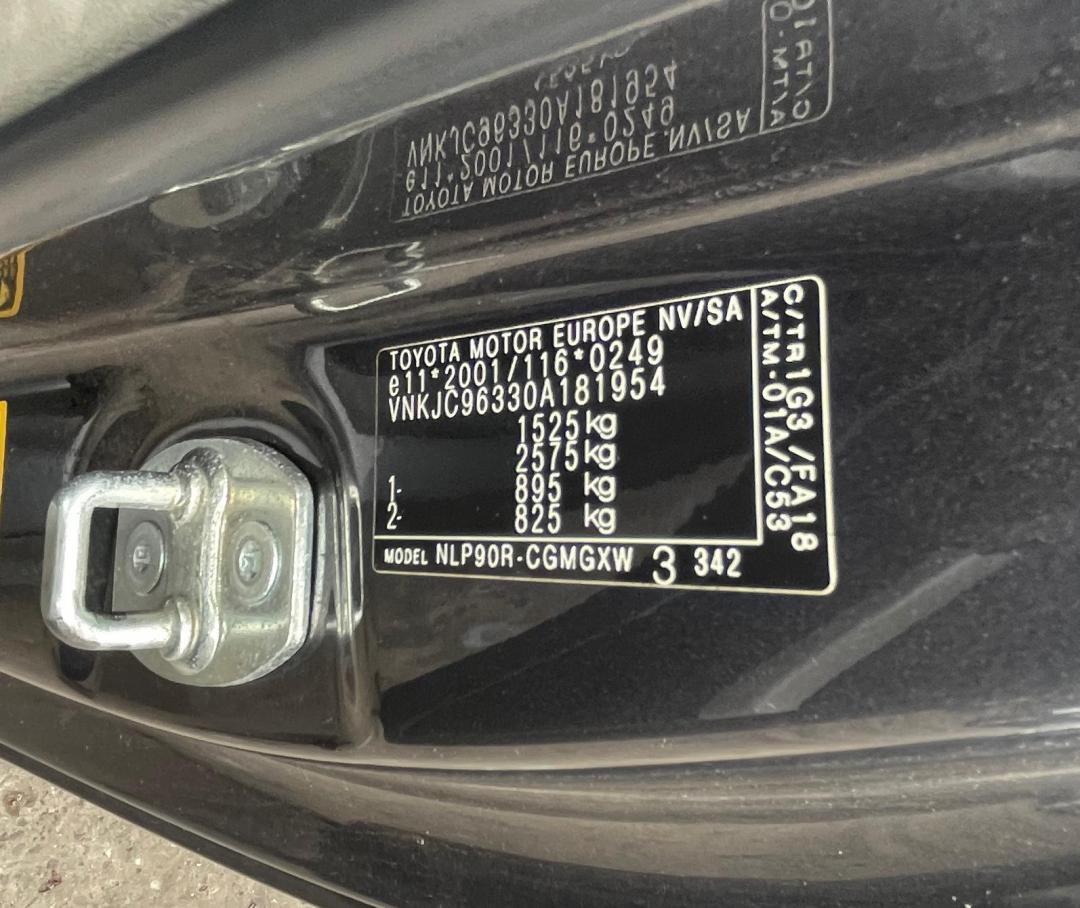 TOYOTA MOTOR EUROPE NV/SA
e11*2001/116*0249
VNKJC96330A181954
1525 kg
2575 kg
1- 895 kg
2- 825 kg
MODEL NLP90R-CGMGXW 3 342
C/TR1G3/FA18
A/TM:01A/C53